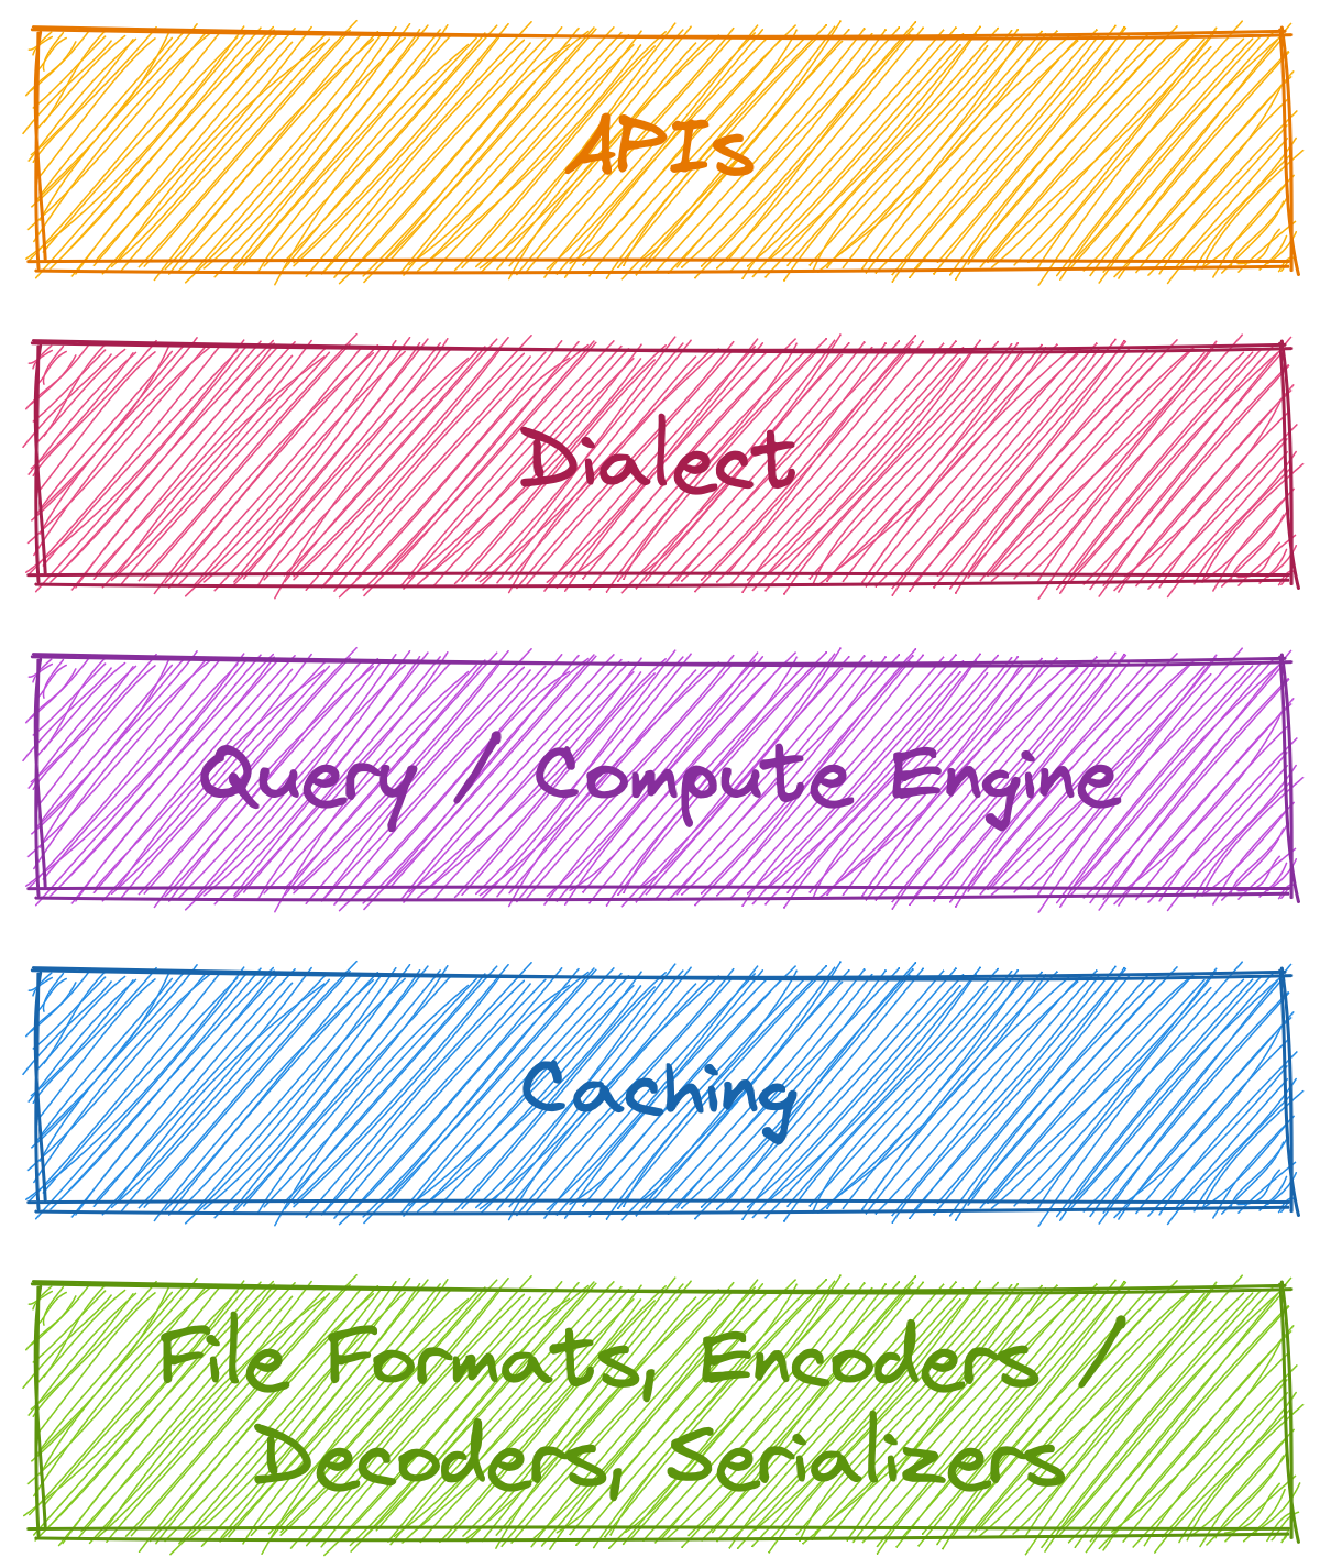 APIs
Dialect
Query / Compute Engine
Caching
File Formats, Encoders /
Decoders, Serializers